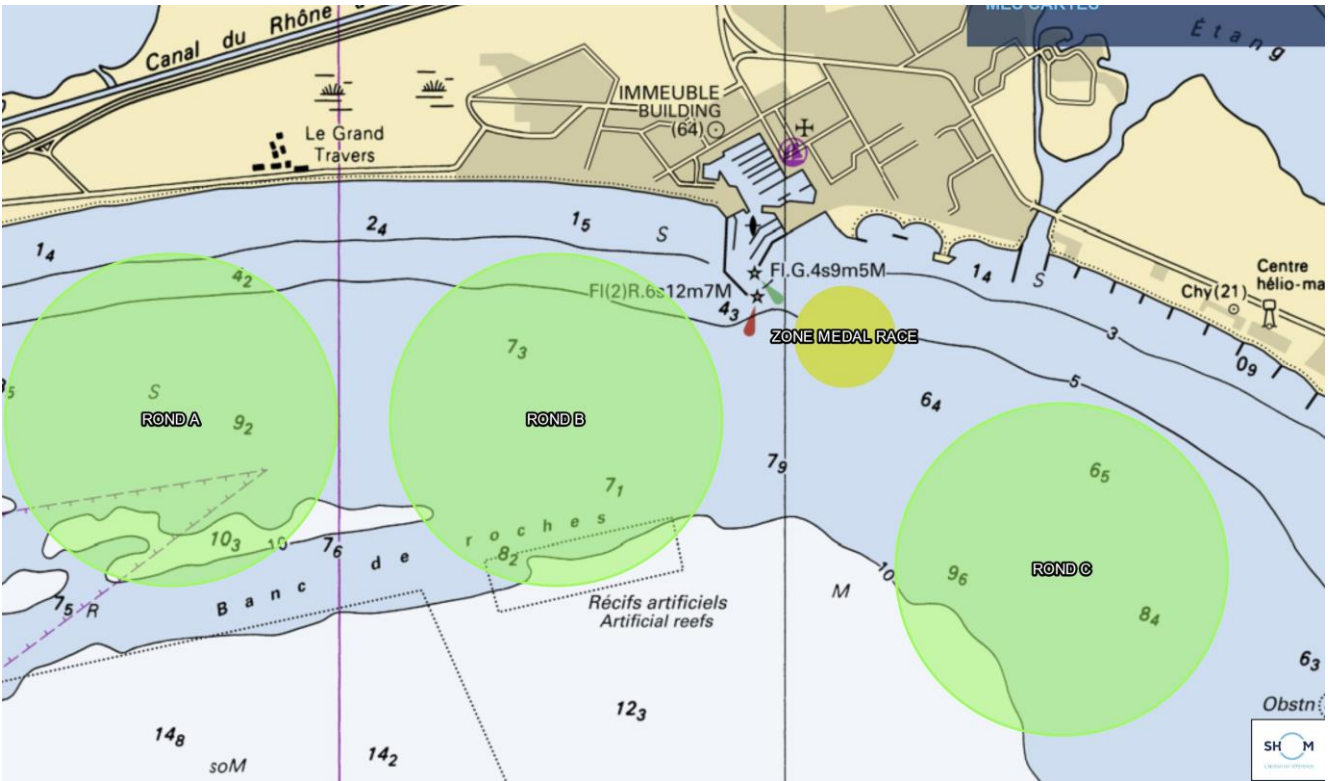 MES CARTES
Canal du Rhône
Étang
IMMEUBLE
BUILDING
(64)
Le Grand
Travers
1₄
2₄
1₅
S
Fl.G.4s9m5M
1₄
S
Centre
hélio-ma
Chy(21)
4₂
Fl(2)R.6s12m7M
4₃
ZONE MEDAL RACE
3
0₉
7₃
5
S
6₄
ROND A
9₂
ROND B
7₉
6₅
7₁
10₃
10
7₆
Banc de roches
8₂
10
9₆
ROND C
7₅
R
Récifs artificiels
Artificial reefs
M
8₄
6₃
Obstn
12₃
14₈
soM
14₂
SHOM